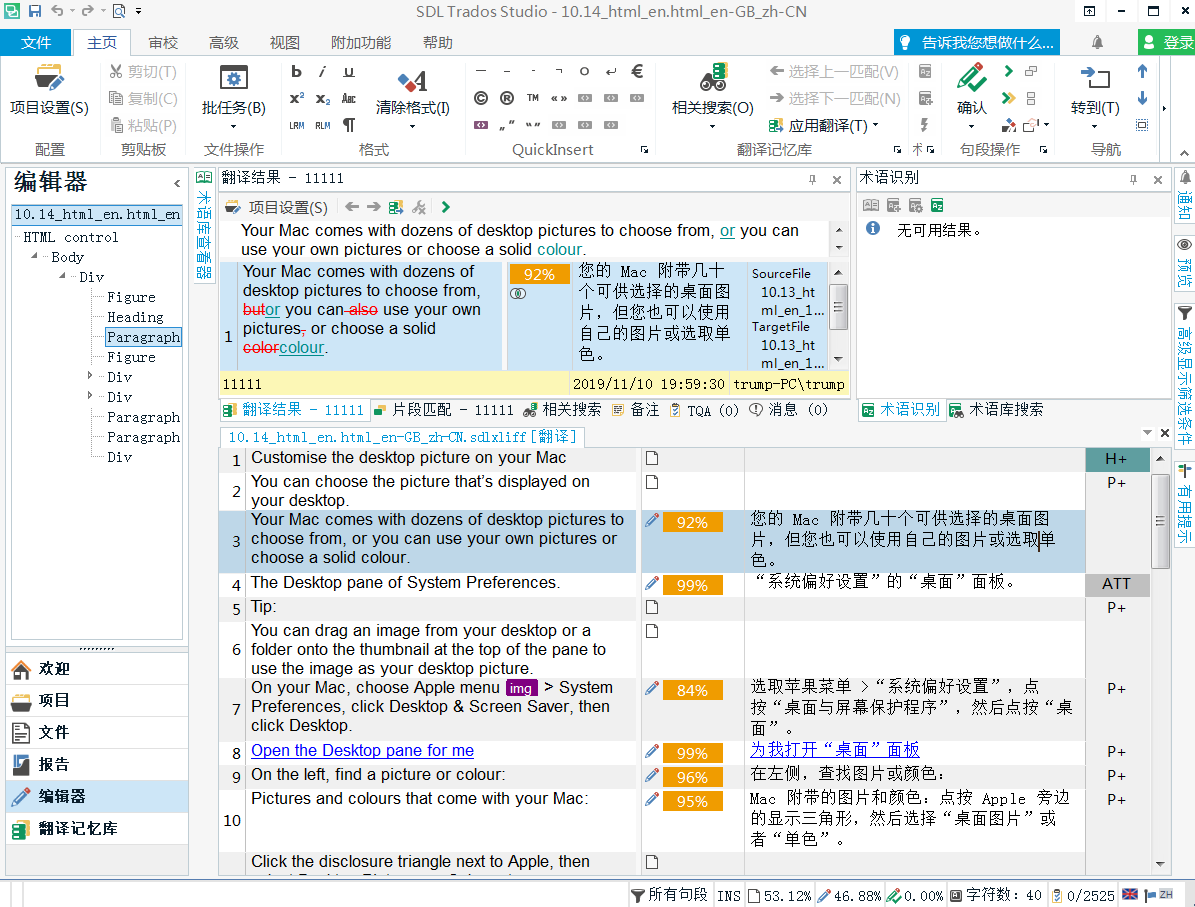 SDL Trados Studio - 10.14_html_en.html_en-GB_zh-CN
文件 主页 审校 高级 视图 附加功能 帮助 告诉我您想做什么... 登录
项目设置(S)
剪切(T)
复制(C)
粘贴(P)
批任务(B)
b i u
x² x₂ ABC
LRM RLM ¶
清除格式(I)
— – - ¬ ○ ↵ €
© ® TM « »
相关搜索(O)
选择上一匹配(V)
选择下一匹配(N)
应用翻译(T)
确认
转到(T)
配置 剪贴板 文件操作 格式 QuickInsert 翻译记忆库 术 句段操作 导航
编辑器
10.14_html_en.html_en
HTML control
Body
Div
Figure
Heading
Paragraph
Figure
Div
Div
Paragraph
Paragraph
Div
欢迎
项目
文件
报告
编辑器
翻译记忆库
术语库查看器
翻译结果 - 11111
项目设置(S)
Your Mac comes with dozens of desktop pictures to choose from, or you can
use your own pictures or choose a solid colour.
1
Your Mac comes with dozens of
desktop pictures to choose from,
butor you can also use your own
pictures, or choose a solid
colorcolour.
92%
您的 Mac 附带几十
个可供选择的桌面图
片，但您也可以使用
自己的图片或选取单
色。
SourceFile
10.13_ht
ml_en_1...
TargetFile
10.13_ht
ml_en_1...
11111 2019/11/10 19:59:30 trump-PC\trump
翻译结果 - 11111 片段匹配 - 11111 相关搜索 备注 TQA (0) 消息 (0)
术语识别
无可用结果。
术语识别 术语库搜索
通知
预览
高级显示筛选条件
有用提示
10.14_html_en.html_en-GB_zh-CN.sdlxliff[翻译]
1 Customise the desktop picture on your Mac H+
2 You can choose the picture that's displayed on
your desktop. P+
3 Your Mac comes with dozens of desktop pictures to
choose from, or you can use your own pictures or
choose a solid colour.
92%
您的 Mac 附带几十个可供选择的桌面图
片，但您也可以使用自己的图片或选取单
色。
4 The Desktop pane of System Preferences. 99% “系统偏好设置”的“桌面”面板。 ATT
5 Tip: P+
6 You can drag an image from your desktop or a
folder onto the thumbnail at the top of the pane to
use the image as your desktop picture.
7 On your Mac, choose Apple menu img > System
Preferences, click Desktop & Screen Saver, then
click Desktop.
84%
选取苹果菜单 >“系统偏好设置”，点
按“桌面与屏幕保护程序”，然后点按“桌
面”。
P+
8 Open the Desktop pane for me 99% 为我打开“桌面”面板 P+
9 On the left, find a picture or colour: 96% 在左侧，查找图片或颜色： P+
10 Pictures and colours that come with your Mac: 95%
Mac 附带的图片和颜色：点按 Apple 旁边
的显示三角形，然后选择“桌面图片”或
者“单色”。
P+
Click the disclosure triangle next to Apple, then
所有句段 INS 53.12% 46.88% 0.00% 字符数: 40 0/2525 ZH